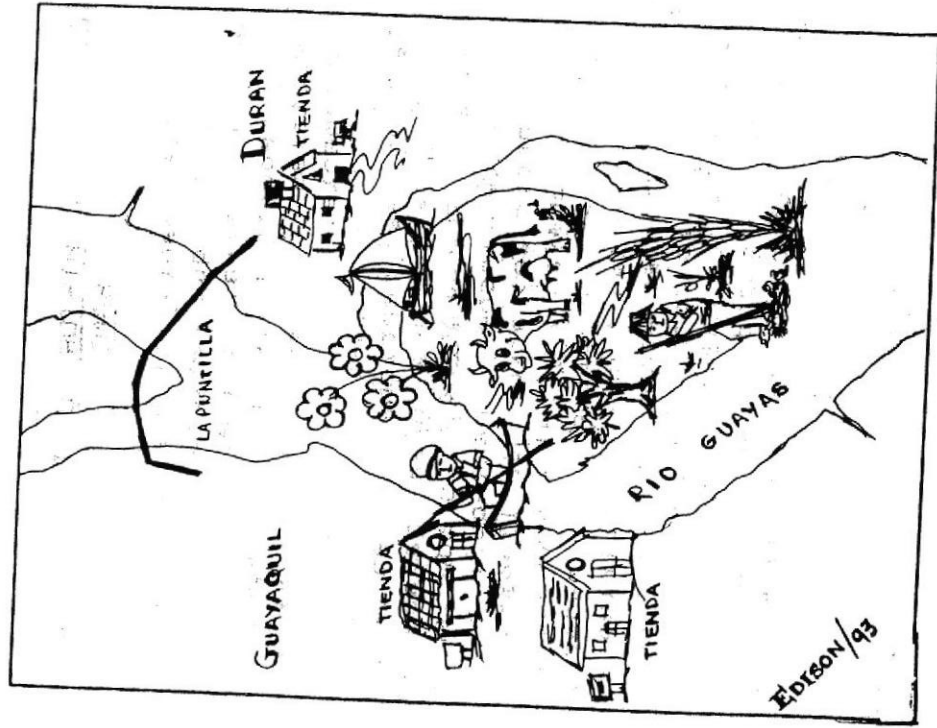 GUAYAQUIL
LA PUNTILLA
DURAN
TIENDA
TIENDA
TIENDA
RIO GUAYAS
EDISON/93